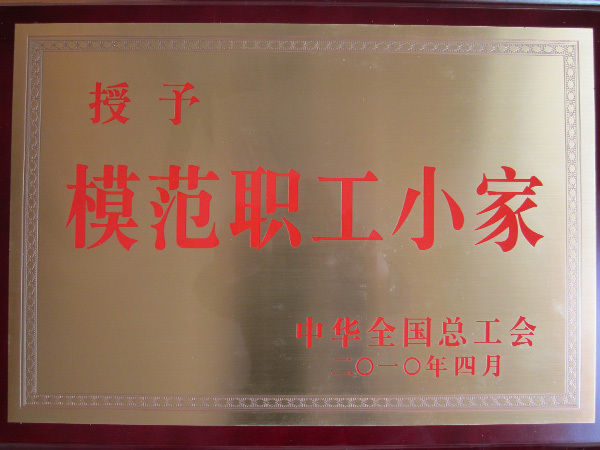 授予
模范职工小家
中华全国总工会
二〇一〇年四月